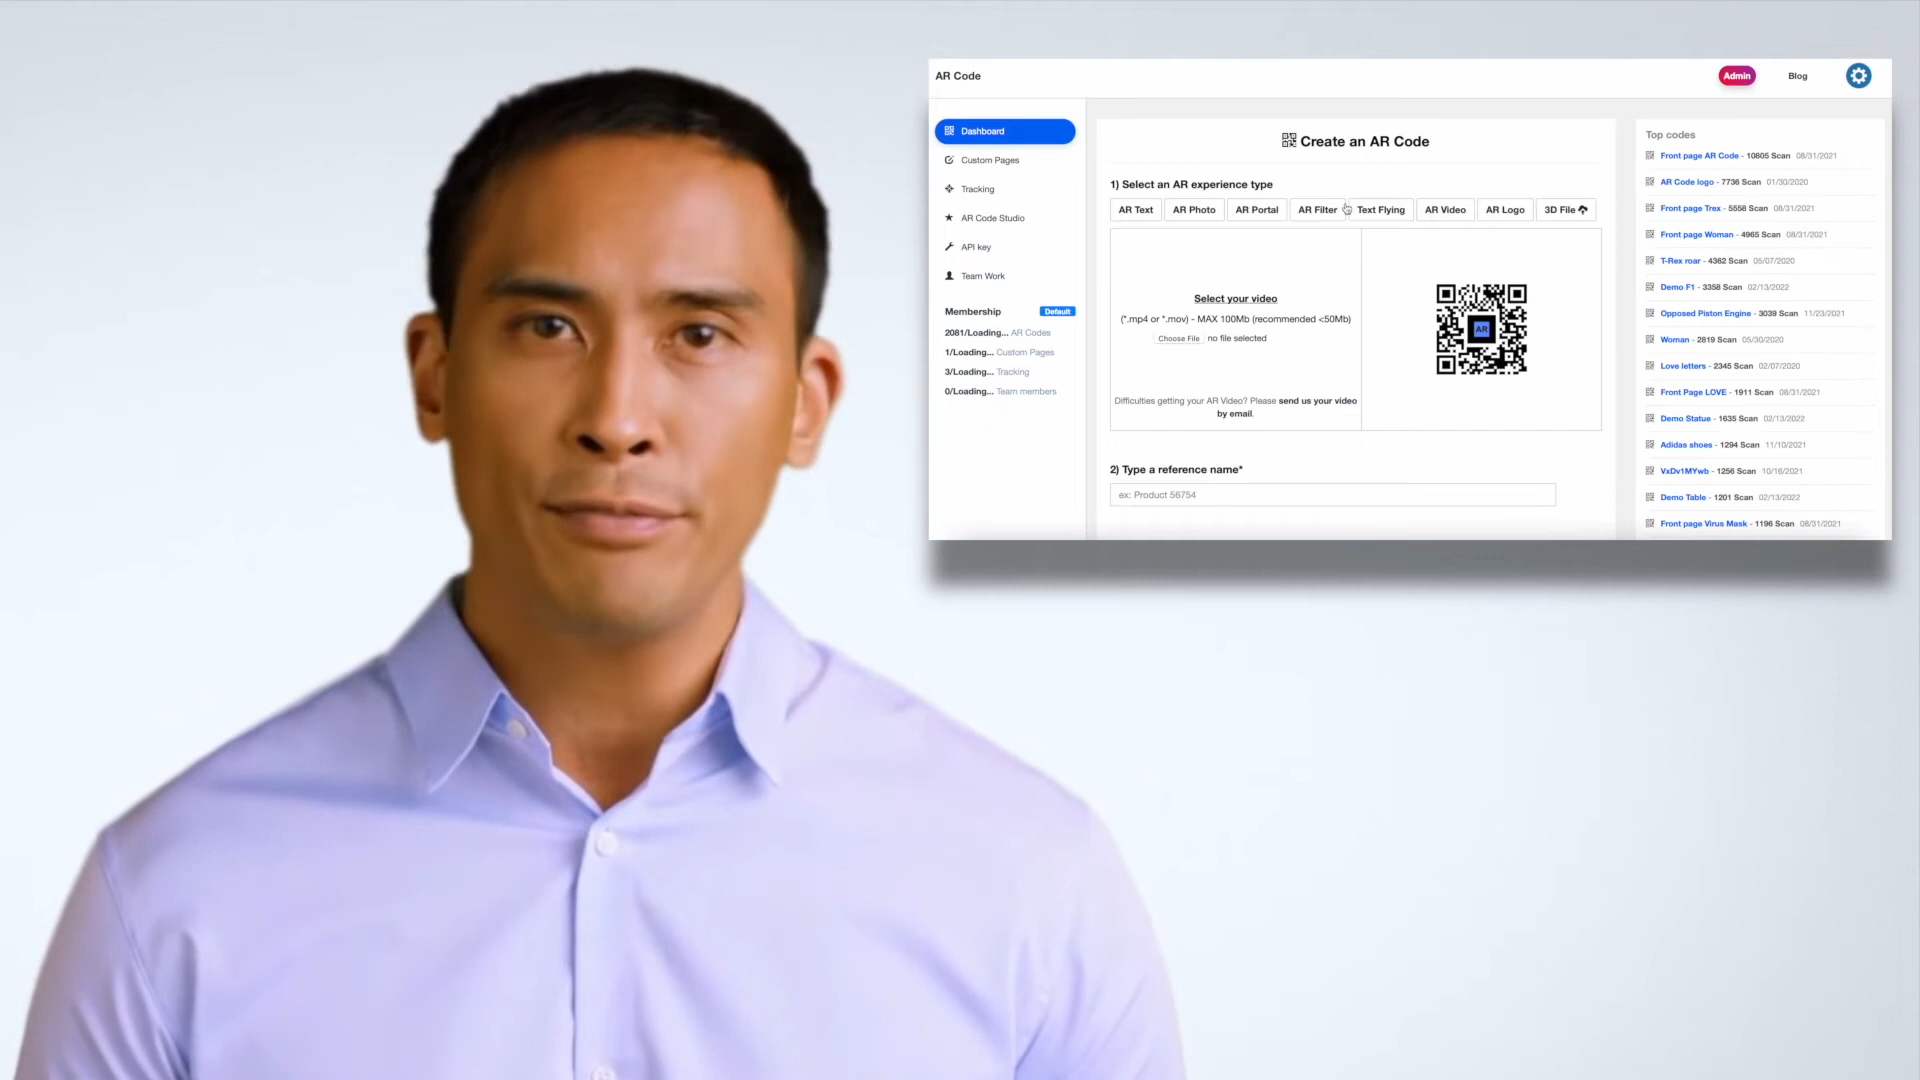 AR Code
Admin
Blog
Dashboard
Custom Pages
Tracking
AR Code Studio
API key
Team Work
Membership Default
2081/Loading... AR Codes
1/Loading... Custom Pages
3/Loading... Tracking
0/Loading... Team members
Create an AR Code
1) Select an AR experience type
AR Text AR Photo AR Portal AR Filter Text Flying AR Video AR Logo 3D File
Select your video
(*.mp4 or *.mov) - MAX 100Mb (recommended <50Mb)
Choose File no file selected
Difficulties getting your AR Video? Please send us your video
by email.
AR
2) Type a reference name*
ex: Product 56754
Top codes
Front page AR Code - 10805 Scan 08/31/2021
AR Code logo - 7736 Scan 01/30/2020
Front page Trex - 5558 Scan 08/31/2021
Front page Woman - 4965 Scan 08/31/2021
T-Rex roar - 4362 Scan 05/07/2020
Demo F1 - 3358 Scan 02/13/2022
Opposed Piston Engine - 3039 Scan 11/23/2021
Woman - 2819 Scan 05/30/2020
Love letters - 2345 Scan 02/07/2020
Front Page LOVE - 1911 Scan 08/31/2021
Demo Statue - 1635 Scan 02/13/2022
Adidas shoes - 1294 Scan 11/10/2021
VxDv1MYwb - 1256 Scan 10/16/2021
Demo Table - 1201 Scan 02/13/2022
Front page Virus Mask - 1196 Scan 08/31/2021